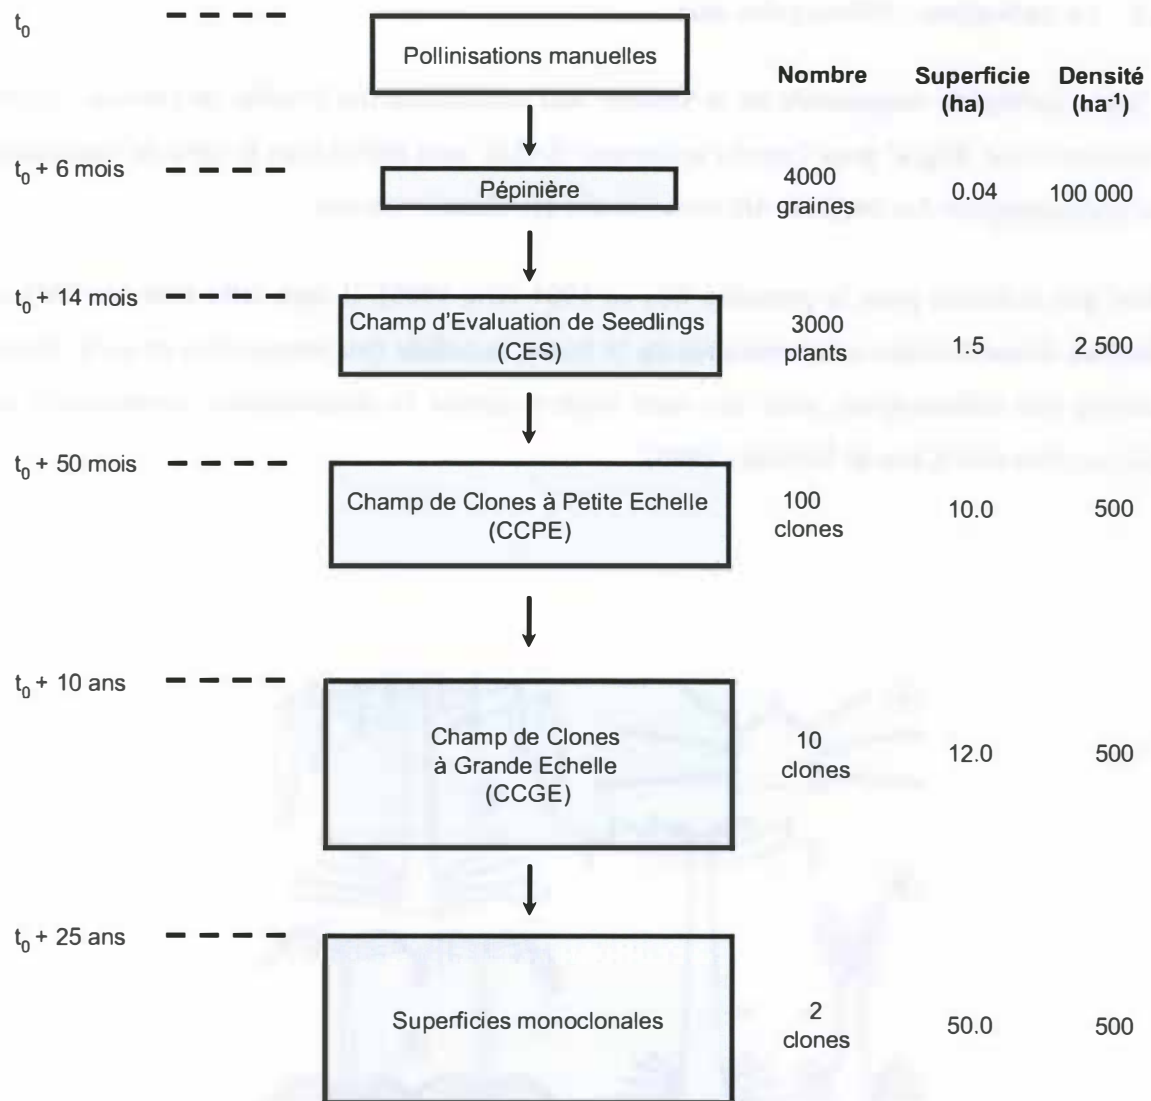 t0
Pollinisations manuelles
Nombre Superficie (ha) Densité (ha-1)
t0 + 6 mois
Pépinière
4000 graines 0.04 100 000
t0 + 14 mois
Champ d'Evaluation de Seedlings
(CES)
3000 plants 1.5 2 500
t0 + 50 mois
Champ de Clones à Petite Echelle
(CCPE)
100 clones 10.0 500
t0 + 10 ans
Champ de Clones
à Grande Echelle
(CCGE)
10 clones 12.0 500
t0 + 25 ans
Superficies monoclonales
2 clones 50.0 500